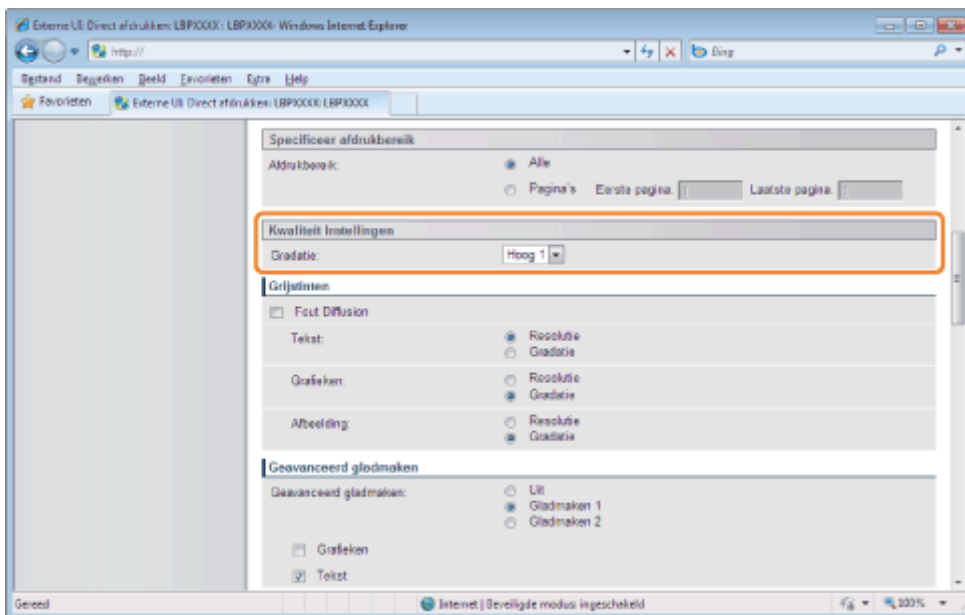 Externe UI: Direct afdrukken: LBPXXXX : LBPXXXX- Windows Internet Explorer
http://
Bing
Bestand Bewerken Beeld Favorieten Extra Help
Favorieten Externe UI: Direct afdrukken: LBPXXXX: LBPXXXX
Specificeer afdrukbereik
Afdrukbereik: Alle
Pagina's Eerste pagina: 1 Laatste pagina: 1
Kwaliteit Instellingen
Gradatie: Hoog 1
Grijstinten
Fout Diffusion
Tekst: Resolutie
Gradatie
Grafieken: Resolutie
Gradatie
Afbeelding: Resolutie
Gradatie
Geavanceerd gladmaken
Geavanceerd gladmaken: Uit
Gladmaken 1
Gladmaken 2
Grafieken
Tekst
Gereed Internet | Beveiligde modus: ingeschakeld 100%